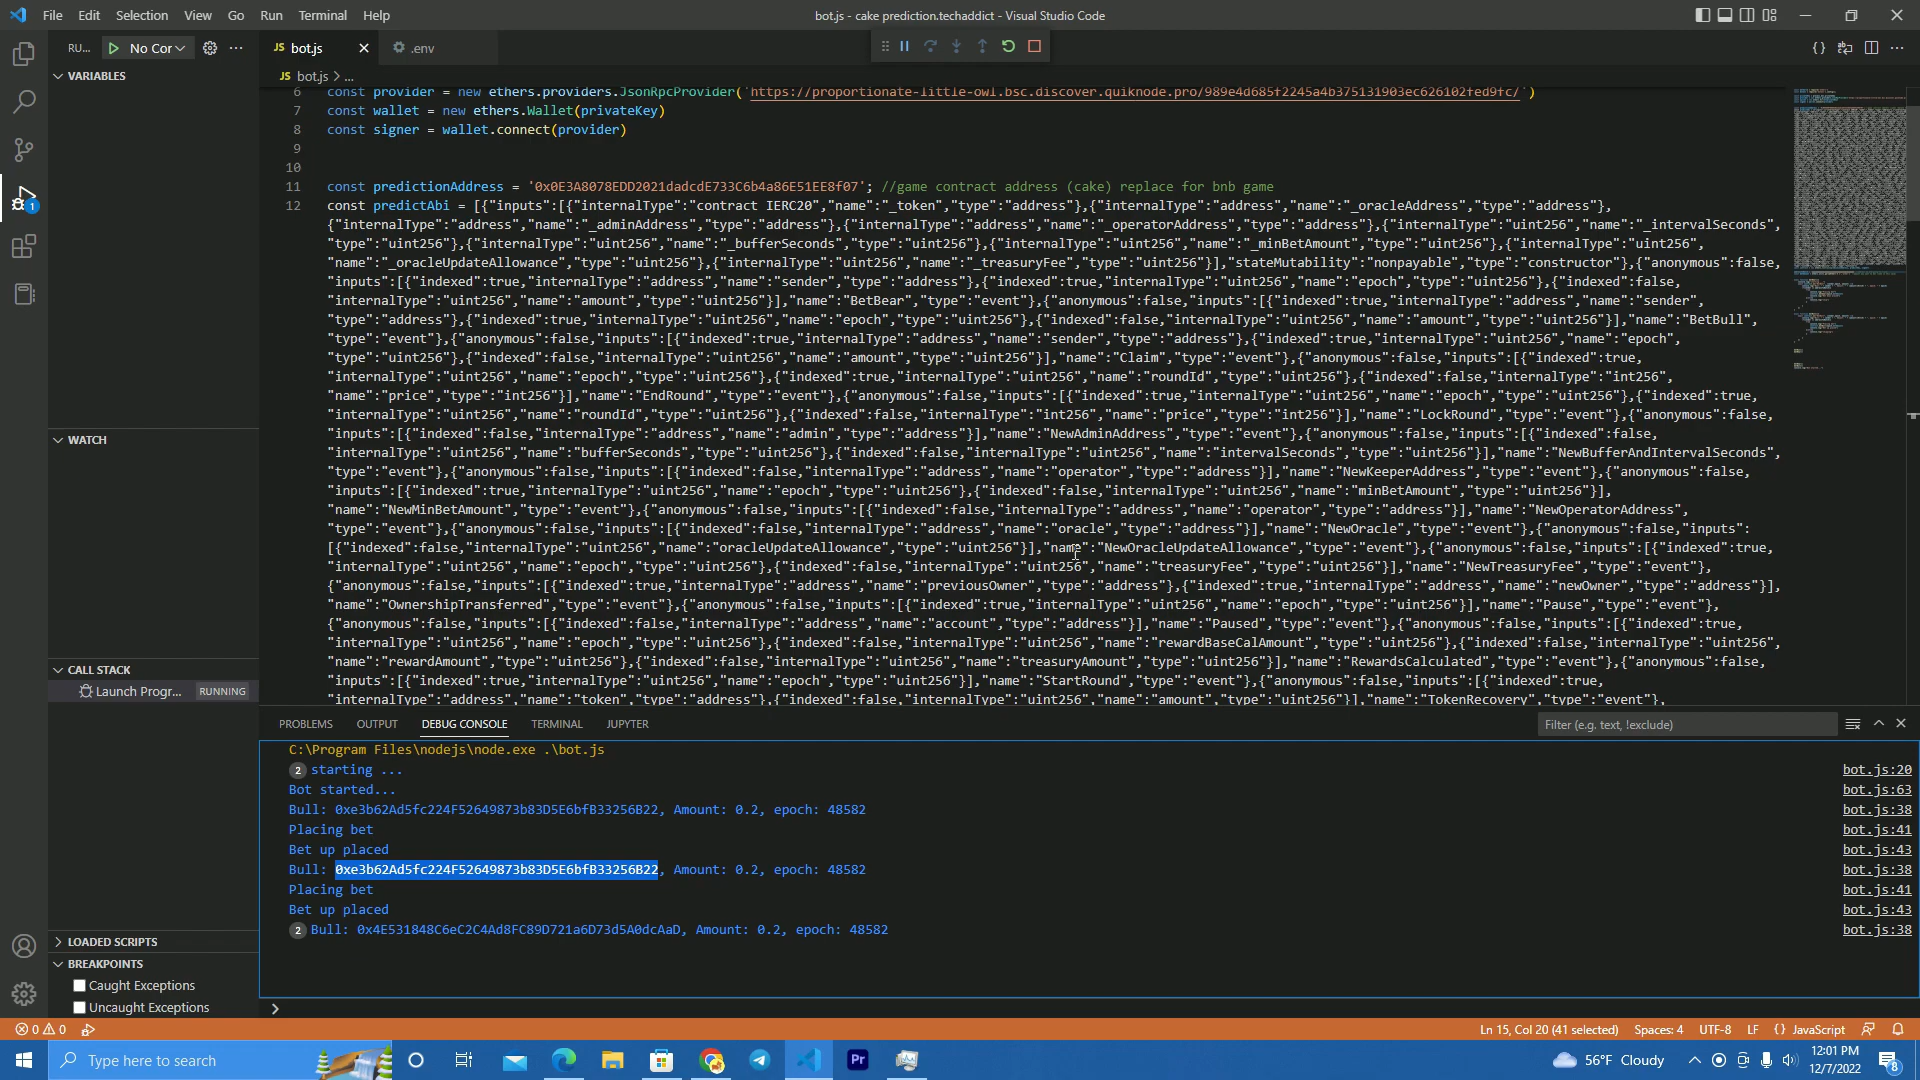 File Edit Selection View Go Run Terminal Help
bot.js - cake prediction.techaddict - Visual Studio Code
RU... No Cor
JS bot.js
.env
JS bot.js > ...
VARIABLES
WATCH
CALL STACK
Launch Progr... RUNNING
LOADED SCRIPTS
BREAKPOINTS
Caught Exceptions
Uncaught Exceptions
6 const provider = new ethers.providers.JsonRpcProvider('https://proportionate-little-owl.bsc.discover.quiknode.pro/989e4d685f2245a4b375131903ec626102fed9fc/')
7 const wallet = new ethers.Wallet(privateKey)
8 const signer = wallet.connect(provider)
9
10
11 const predictionAddress = '0x0E3A8078EDD2021dadcdE733C6b4a86E51EE8f07'; //game contract address (cake) replace for bnb game
12 const predictAbi = [{"inputs":[{"internalType":"contract IERC20","name":"_token","type":"address"},{"internalType":"address","name":"_oracleAddress","type":"address"},
{"internalType":"address","name":"_adminAddress","type":"address"},{"internalType":"address","name":"_operatorAddress","type":"address"},{"internalType":"uint256","name":"_intervalSeconds",
"type":"uint256"},{"internalType":"uint256","name":"_bufferSeconds","type":"uint256"},{"internalType":"uint256","name":"_minBetAmount","type":"uint256"},{"internalType":"uint256",
"name":"_oracleUpdateAllowance","type":"uint256"},{"internalType":"uint256","name":"_treasuryFee","type":"uint256"}],"stateMutability":"nonpayable","type":"constructor"},{"anonymous":false,
"inputs":[{"indexed":true,"internalType":"address","name":"sender","type":"address"},{"indexed":true,"internalType":"uint256","name":"epoch","type":"uint256"},{"indexed":false,
"internalType":"uint256","name":"amount","type":"uint256"}],"name":"BetBear","type":"event"},{"anonymous":false,"inputs":[{"indexed":true,"internalType":"address","name":"sender",
"type":"address"},{"indexed":true,"internalType":"uint256","name":"epoch","type":"uint256"},{"indexed":false,"internalType":"uint256","name":"amount","type":"uint256"}],"name":"BetBull",
"type":"event"},{"anonymous":false,"inputs":[{"indexed":true,"internalType":"address","name":"sender","type":"address"},{"indexed":true,"internalType":"uint256","name":"epoch",
"type":"uint256"},{"indexed":false,"internalType":"uint256","name":"amount","type":"uint256"}],"name":"Claim","type":"event"},{"anonymous":false,"inputs":[{"indexed":true,
"internalType":"uint256","name":"epoch","type":"uint256"},{"indexed":true,"internalType":"uint256","name":"roundId","type":"uint256"},{"indexed":false,"internalType":"int256",
"name":"price","type":"int256"}],"name":"EndRound","type":"event"},{"anonymous":false,"inputs":[{"indexed":true,"internalType":"uint256","name":"epoch","type":"uint256"},{"indexed":true,
"internalType":"uint256","name":"roundId","type":"uint256"},{"indexed":false,"internalType":"int256","name":"price","type":"int256"}],"name":"LockRound","type":"event"},{"anonymous":false,
"inputs":[{"indexed":false,"internalType":"address","name":"admin","type":"address"}],"name":"NewAdminAddress","type":"event"},{"anonymous":false,"inputs":[{"indexed":false,
"internalType":"uint256","name":"bufferSeconds","type":"uint256"},{"indexed":false,"internalType":"uint256","name":"intervalSeconds","type":"uint256"}],"name":"NewBufferAndIntervalSeconds",
"type":"event"},{"anonymous":false,"inputs":[{"indexed":false,"internalType":"address","name":"operator","type":"address"}],"name":"NewKeeperAddress","type":"event"},{"anonymous":false,
"inputs":[{"indexed":true,"internalType":"uint256","name":"epoch","type":"uint256"},{"indexed":false,"internalType":"uint256","name":"minBetAmount","type":"uint256"}],
"name":"NewMinBetAmount","type":"event"},{"anonymous":false,"inputs":[{"indexed":false,"internalType":"address","name":"operator","type":"address"}],"name":"NewOperatorAddress",
"type":"event"},{"anonymous":false,"inputs":[{"indexed":false,"internalType":"address","name":"oracle","type":"address"}],"name":"NewOracle","type":"event"},{"anonymous":false,"inputs":
[{"indexed":false,"internalType":"uint256","name":"oracleUpdateAllowance","type":"uint256"}],"name":"NewOracleUpdateAllowance","type":"event"},{"anonymous":false,"inputs":[{"indexed":true,
"internalType":"uint256","name":"epoch","type":"uint256"},{"indexed":false,"internalType":"uint256","name":"treasuryFee","type":"uint256"}],"name":"NewTreasuryFee","type":"event"},
{"anonymous":false,"inputs":[{"indexed":true,"internalType":"address","name":"previousOwner","type":"address"},{"indexed":true,"internalType":"address","name":"newOwner","type":"address"}],
"name":"OwnershipTransferred","type":"event"},{"anonymous":false,"inputs":[{"indexed":true,"internalType":"uint256","name":"epoch","type":"uint256"}],"name":"Pause","type":"event"},
{"anonymous":false,"inputs":[{"indexed":false,"internalType":"address","name":"account","type":"address"}],"name":"Paused","type":"event"},{"anonymous":false,"inputs":[{"indexed":true,
"internalType":"uint256","name":"epoch","type":"uint256"},{"indexed":false,"internalType":"uint256","name":"rewardBaseCalAmount","type":"uint256"},{"indexed":false,"internalType":"uint256",
"name":"rewardAmount","type":"uint256"},{"indexed":false,"internalType":"uint256","name":"treasuryAmount","type":"uint256"}],"name":"RewardsCalculated","type":"event"},{"anonymous":false,
"inputs":[{"indexed":true,"internalType":"uint256","name":"epoch","type":"uint256"}],"name":"StartRound","type":"event"},{"anonymous":false,"inputs":[{"indexed":true,
"internalType":"address","name":"token","type":"address"},{"indexed":false,"internalType":"uint256","name":"amount","type":"uint256"}],"name":"TokenRecovery","type":"event"},
PROBLEMS OUTPUT DEBUG CONSOLE TERMINAL JUPYTER
Filter (e.g. text, !exclude)
C:\Program Files\nodejs\node.exe .\bot.js
2 starting ... bot.js:20
Bot started... bot.js:63
Bull: 0xe3b62Ad5fc224F52649873b83D5E6bfB33256B22, Amount: 0.2, epoch: 48582 bot.js:38
Placing bet bot.js:41
Bet up placed bot.js:43
Bull: 0xe3b62Ad5fc224F52649873b83D5E6bfB33256B22, Amount: 0.2, epoch: 48582 bot.js:38
Placing bet bot.js:41
Bet up placed bot.js:43
2 Bull: 0x4E531848C6eC2C4Ad8FC89D721a6D73d5A0dcAaD, Amount: 0.2, epoch: 48582 bot.js:38
0 0 Ln 15, Col 20 (41 selected) Spaces: 4 UTF-8 LF {} JavaScript
Type here to search
Pr
56°F Cloudy
12:01 PM
12/7/2022
8